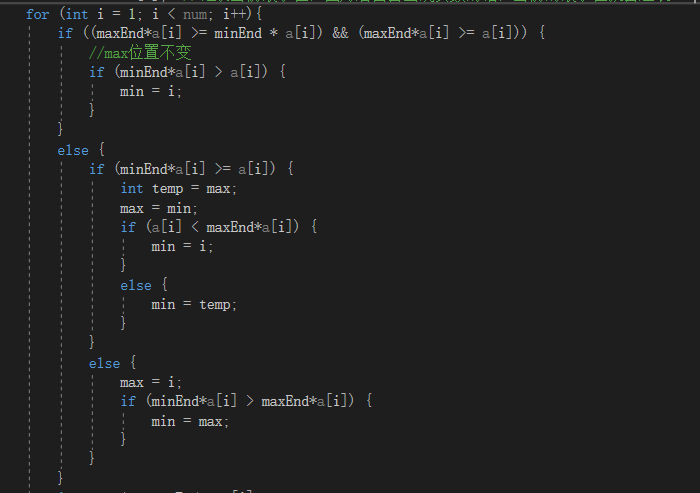 for (int i = 1; i < num; i++){
if ((maxEnd*a[i] >= minEnd * a[i]) && (maxEnd*a[i] >= a[i])) {
//max位置不变
if (minEnd*a[i] > a[i]) {
min = i;
}
}
else {
if (minEnd*a[i] >= a[i]) {
int temp = max;
max = min;
if (a[i] < maxEnd*a[i]) {
min = i;
}
else {
min = temp;
}
}
else {
max = i;
if (minEnd*a[i] > maxEnd*a[i]) {
min = max;
}
}
}